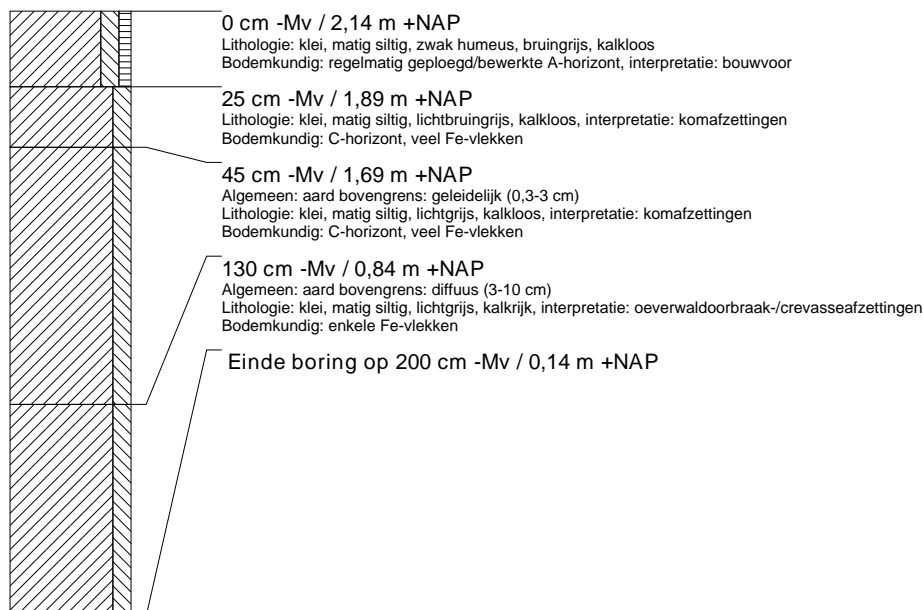 0 cm -Mv / 2,14 m +NAP
Lithologie: klei, matig siltig, zwak humeus, bruingrijs, kalkloos
Bodemkundig: regelmatig geploegd/bewerkte A-horizont, interpretatie: bouwvoor
25 cm -Mv / 1,89 m +NAP
Lithologie: klei, matig siltig, lichtbruingrijs, kalkloos, interpretatie: komafzettingen
Bodemkundig: C-horizont, veel Fe-vlekken
45 cm -Mv / 1,69 m +NAP
Algemeen: aard bovengrens: geleidelijk (0,3-3 cm)
Lithologie: klei, matig siltig, lichtgrijs, kalkloos, interpretatie: komafzettingen
Bodemkundig: C-horizont, veel Fe-vlekken
130 cm -Mv / 0,84 m +NAP
Algemeen: aard bovengrens: diffuus (3-10 cm)
Lithologie: klei, matig siltig, lichtgrijs, kalkrijk, interpretatie: oeverwaldoorbraak-/crevasseafzettingen
Bodemkundig: enkele Fe-vlekken
Einde boring op 200 cm -Mv / 0,14 m +NAP